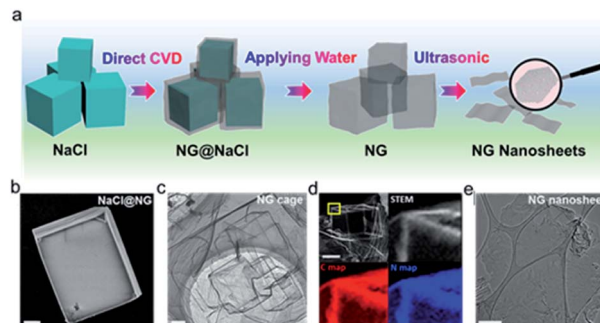 a
Direct CVD
Applying Water
Ultrasonic
NaCl
NG@NaCl
NG
NG Nanosheets
b
NaCl@NG
c
NG cage
d
STEM
C map
N map
e
NG nanoshee